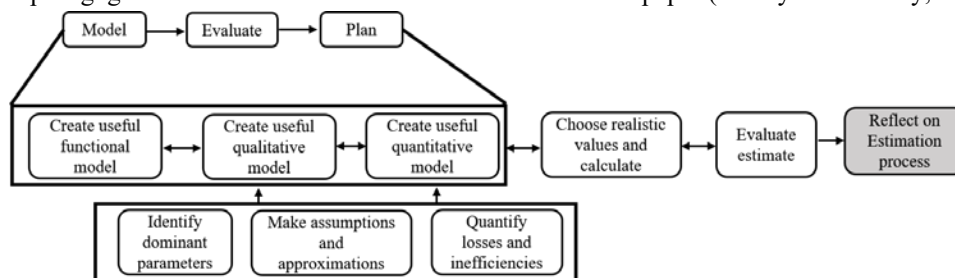 Model
Evaluate
Plan
Create useful
functional
model
Create useful
qualitative
model
Create useful
quantitative
model
Choose realistic
values and
calculate
Evaluate
estimate
Reflect on
Estimation
process
Identify
dominant
parameters
Make assumptions
and
approximations
Quantify
losses and
inefficiencies